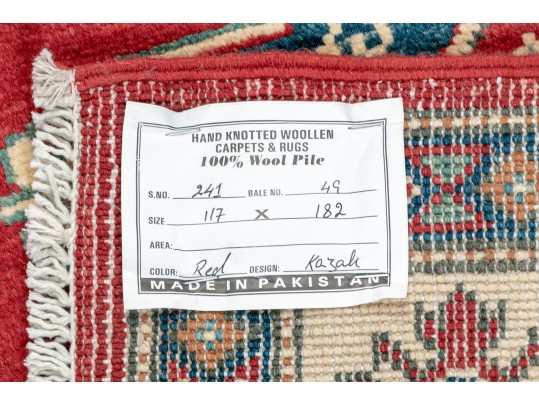 HAND KNOTTED WOOLLEN
CARPETS & RUGS
100% Wool Pile
S.NO. 241 BALE NO. 49
SIZE 117 X 182
AREA:
COLOR: Red DESIGN: Kazak
MADE IN PAKISTAN